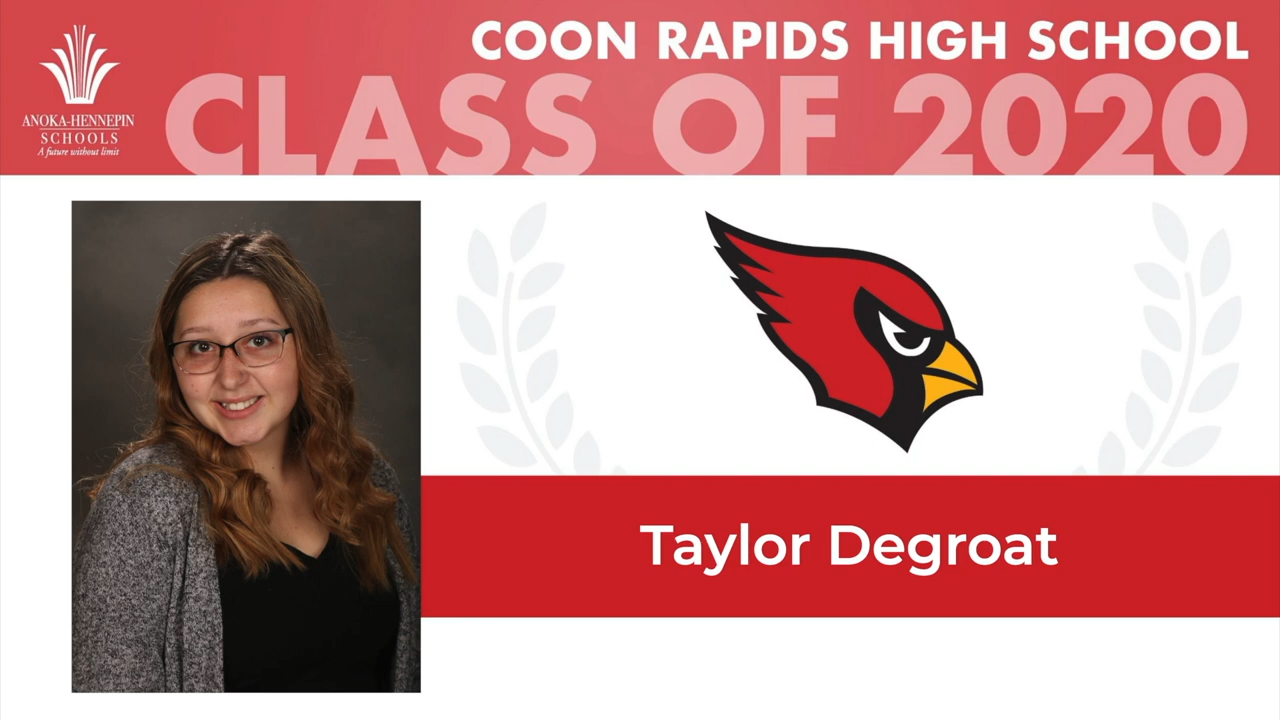 COON RAPIDS HIGH SCHOOL
CLASS OF 2020
ANOKA-HENNEPIN
SCHOOLS
A future without limit
Taylor Degroat